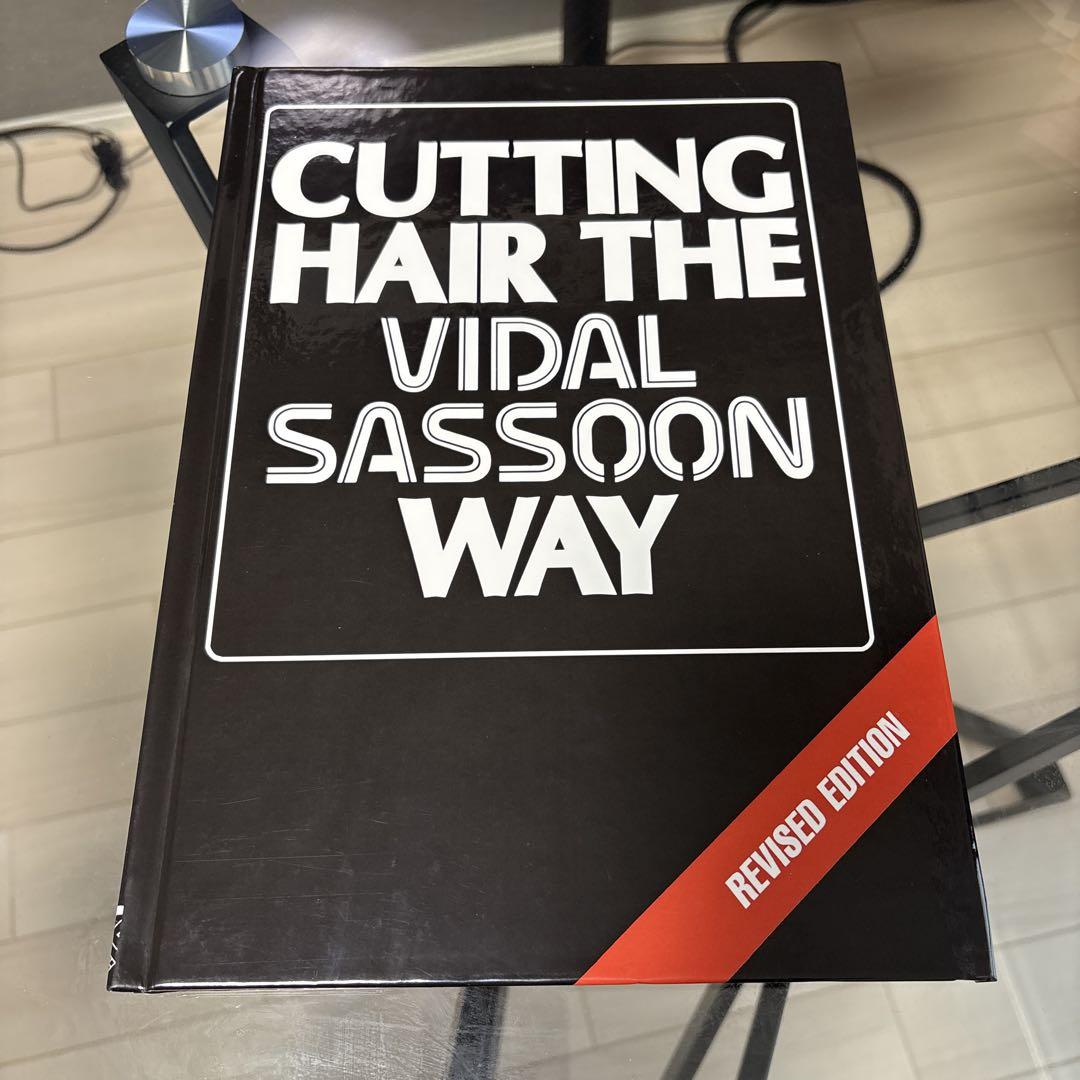 CUTTING
HAIR THE
VIDAL
SASSOON
WAY
REVISED EDITION